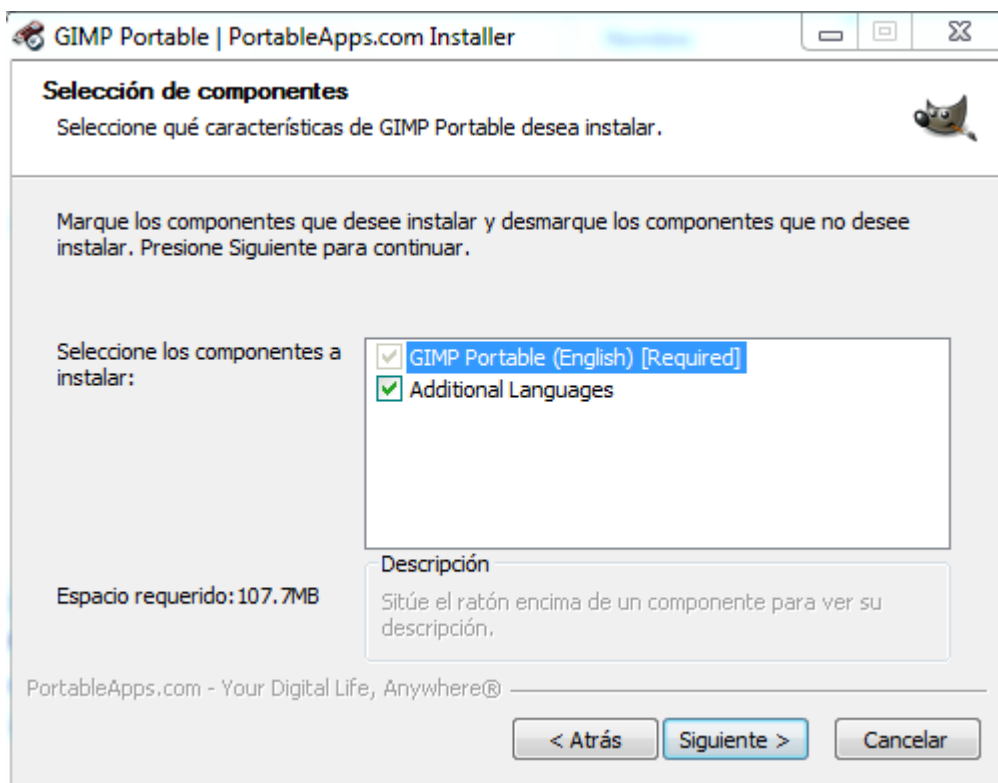 GIMP Portable | PortableApps.com Installer
Selección de componentes
Seleccione qué características de GIMP Portable desea instalar.
Marque los componentes que desee instalar y desmarque los componentes que no desee
instalar. Presione Siguiente para continuar.
Seleccione los componentes a
instalar:
GIMP Portable (English) [Required]
Additional Languages
Espacio requerido:107.7MB
Descripción
Sitúe el ratón encima de un componente para ver su
descripción.
PortableApps.com - Your Digital Life, Anywhere®
< Atrás
Siguiente >
Cancelar